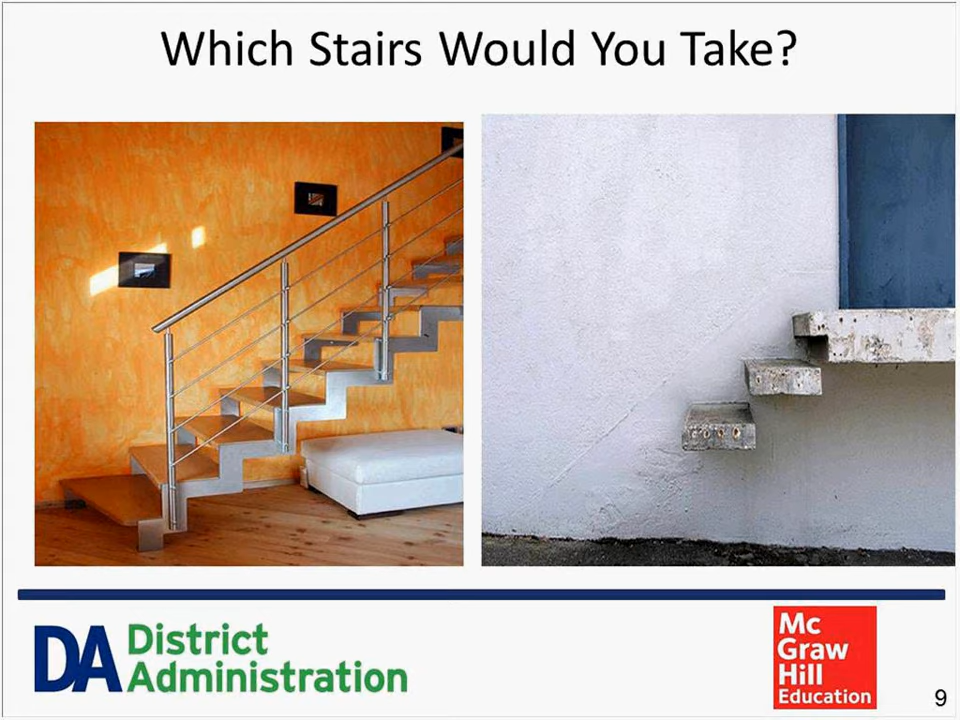 Which Stairs Would You Take?
DA District
Administration
Mc
Graw
Hill
Education
9